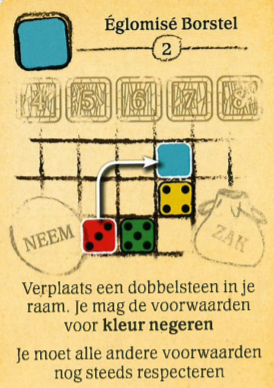 Églomisé Borstel
2
4 5 6 7 8
NEEM
ZAK
Verplaats een dobbelsteen in je
raam. Je mag de voorwaarden
voor kleur negeren
Je moet alle andere voorwaarden
nog steeds respecteren